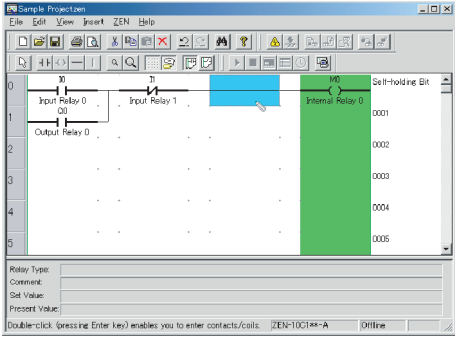 Sample Projectzen
File Edit View Insert ZEN Help
0
I0
I1
M0
Self-holding Bit
Input Relay 0
Input Relay 1
Internal Relay 0
1
Q0
0001
Output Relay 0
2
0002
3
0003
4
0004
5
0005
Relay Type:
Comment:
Set Value:
Present Value:
Double-click (pressing Enter key) enables you to enter contacts/coils.
ZEN-10C1**-A
Offline